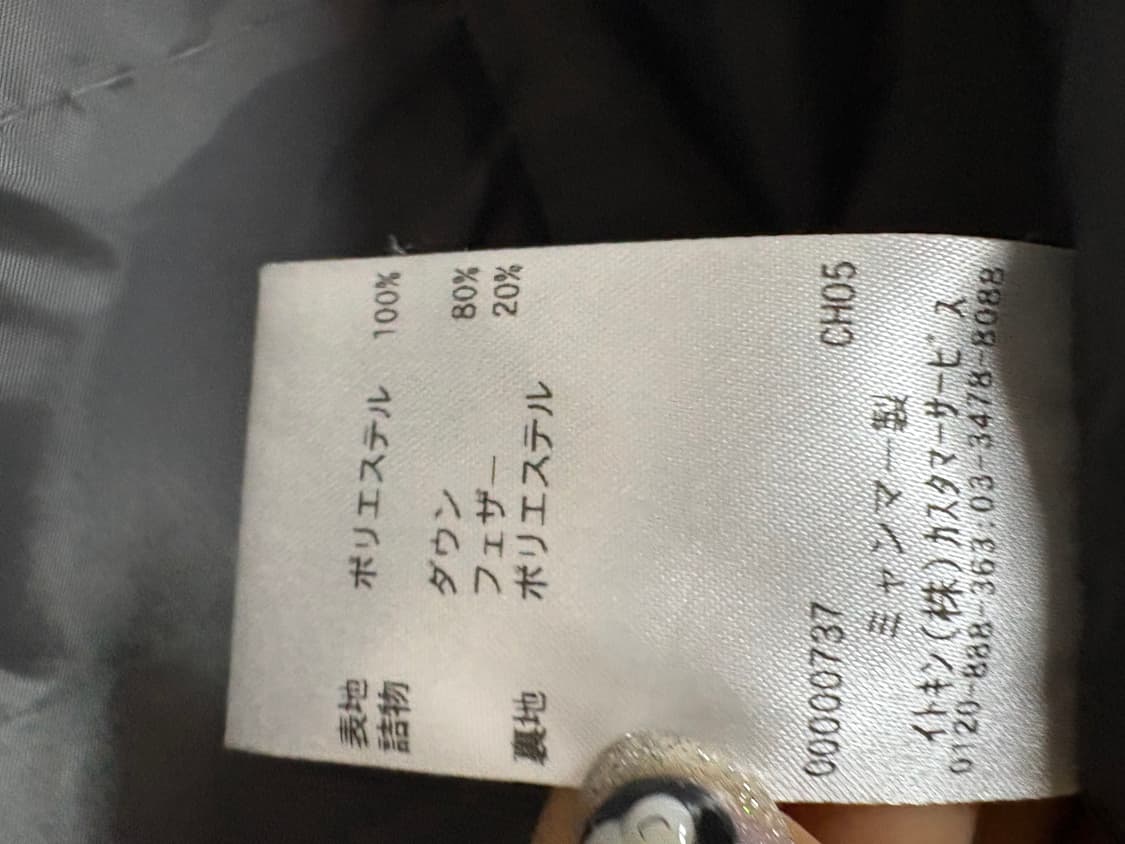 表地 ポリエステル 100%
詰物
ダウン 80%
フェザー 20%
裏地 ポリエステル
00000737 CH05
ミャンマー製
イトキン(株)カスタマーサービス
0120-888-363:03-3478-8088